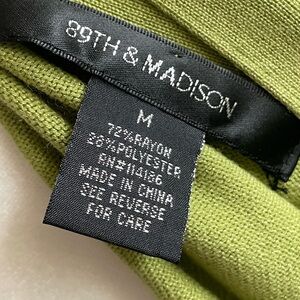 89TH & MADISON
M
72%RAYON
28%POLYESTER
RN#114186
MADE IN CHINA
SEE REVERSE
FOR CARE